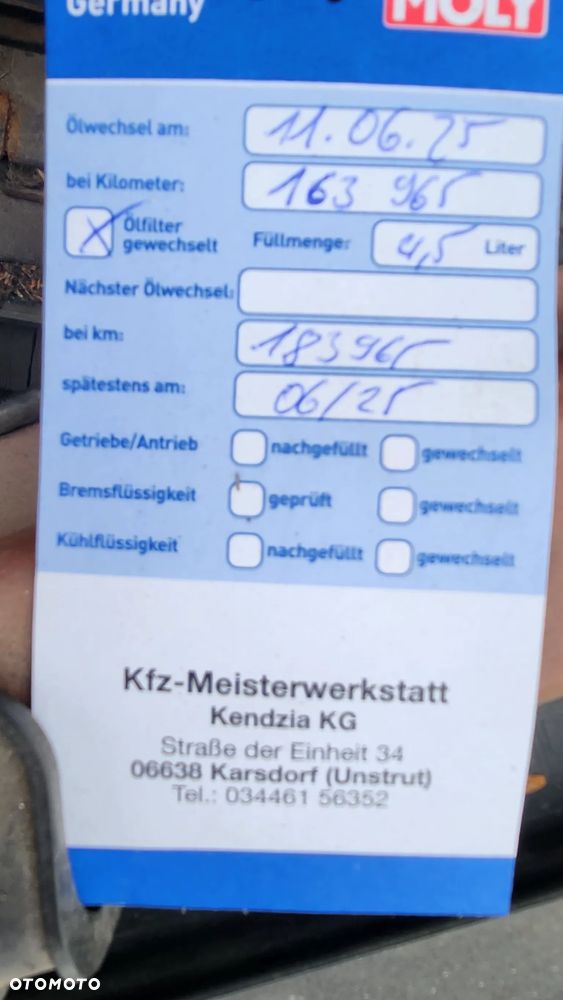 Germany
MOLY
Ölwechsel am: 11.06.25
bei Kilometer: 163 965
X Ölfilter gewechselt Füllmenge: 4,5 Liter
Nächster Ölwechsel:
bei km: 183965
spätestens am: 06/25
Getriebe/Antrieb nachgefüllt gewechselt
Bremsflüssigkeit geprüft gewechselt
Kühlflüssigkeit nachgefüllt gewechselt
Kfz-Meisterwerkstatt
Kendzia KG
Straße der Einheit 34
06638 Karsdorf (Unstrut)
Tel.: 034461 56352
OTOMOTO